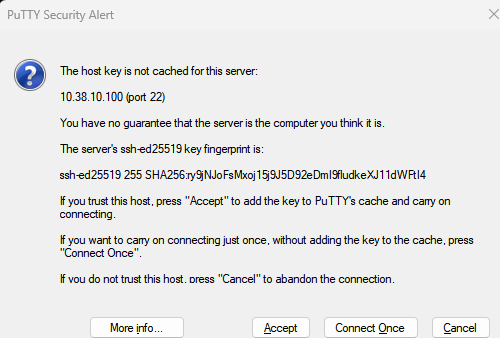 PuTTY Security Alert
The host key is not cached for this server:
10.38.10.100 (port 22)
You have no guarantee that the server is the computer you think it is.
The server's ssh-ed25519 key fingerprint is:
ssh-ed25519 255 SHA256:ry9jNJoFsMxoj15j9J5D92eDmI9fludkeXJ11dWFtI4
If you trust this host, press "Accept" to add the key to PuTTY's cache and carry on
connecting.
If you want to carry on connecting just once, without adding the key to the cache, press
"Connect Once".
If you do not trust this host, press "Cancel" to abandon the connection.
More info...
Accept
Connect Once
Cancel